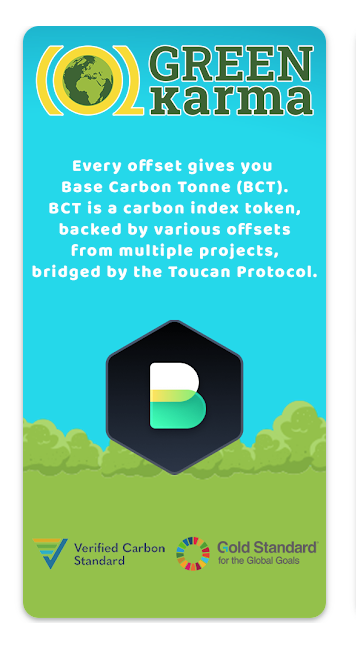 GREEN
Karma
Every offset gives you
Base Carbon Tonne (BCT).
BCT is a carbon index token,
backed by various offsets
from multiple projects,
bridged by the Toucan Protocol.
B
Verified Carbon
Standard
Gold Standard
for the Global Goals